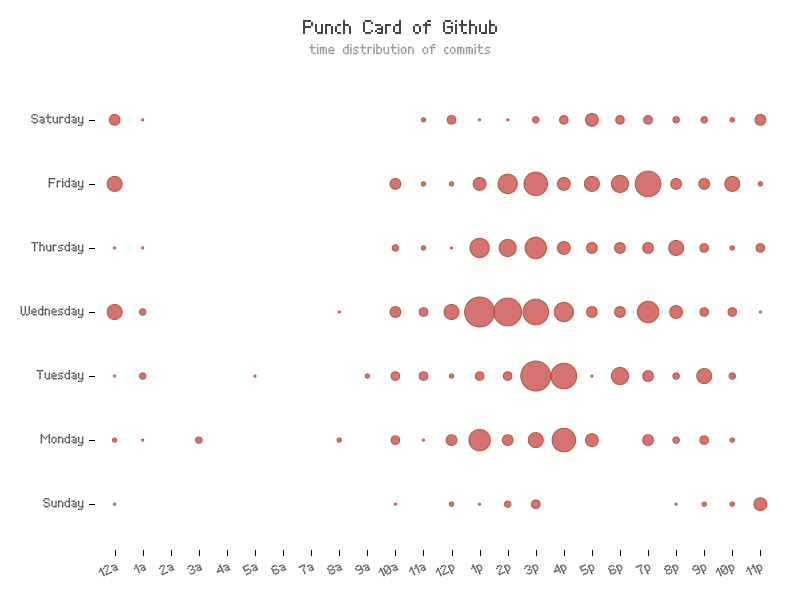 Punch Card of Github
time distribution of commits
Saturday
Friday
Thursday
Wednesday
Tuesday
Monday
Sunday
12a 1a 2a 3a 4a 5a 6a 7a 8a 9a 10a 11a 12p 1p 2p 3p 4p 5p 6p 7p 8p 9p 10p 11p